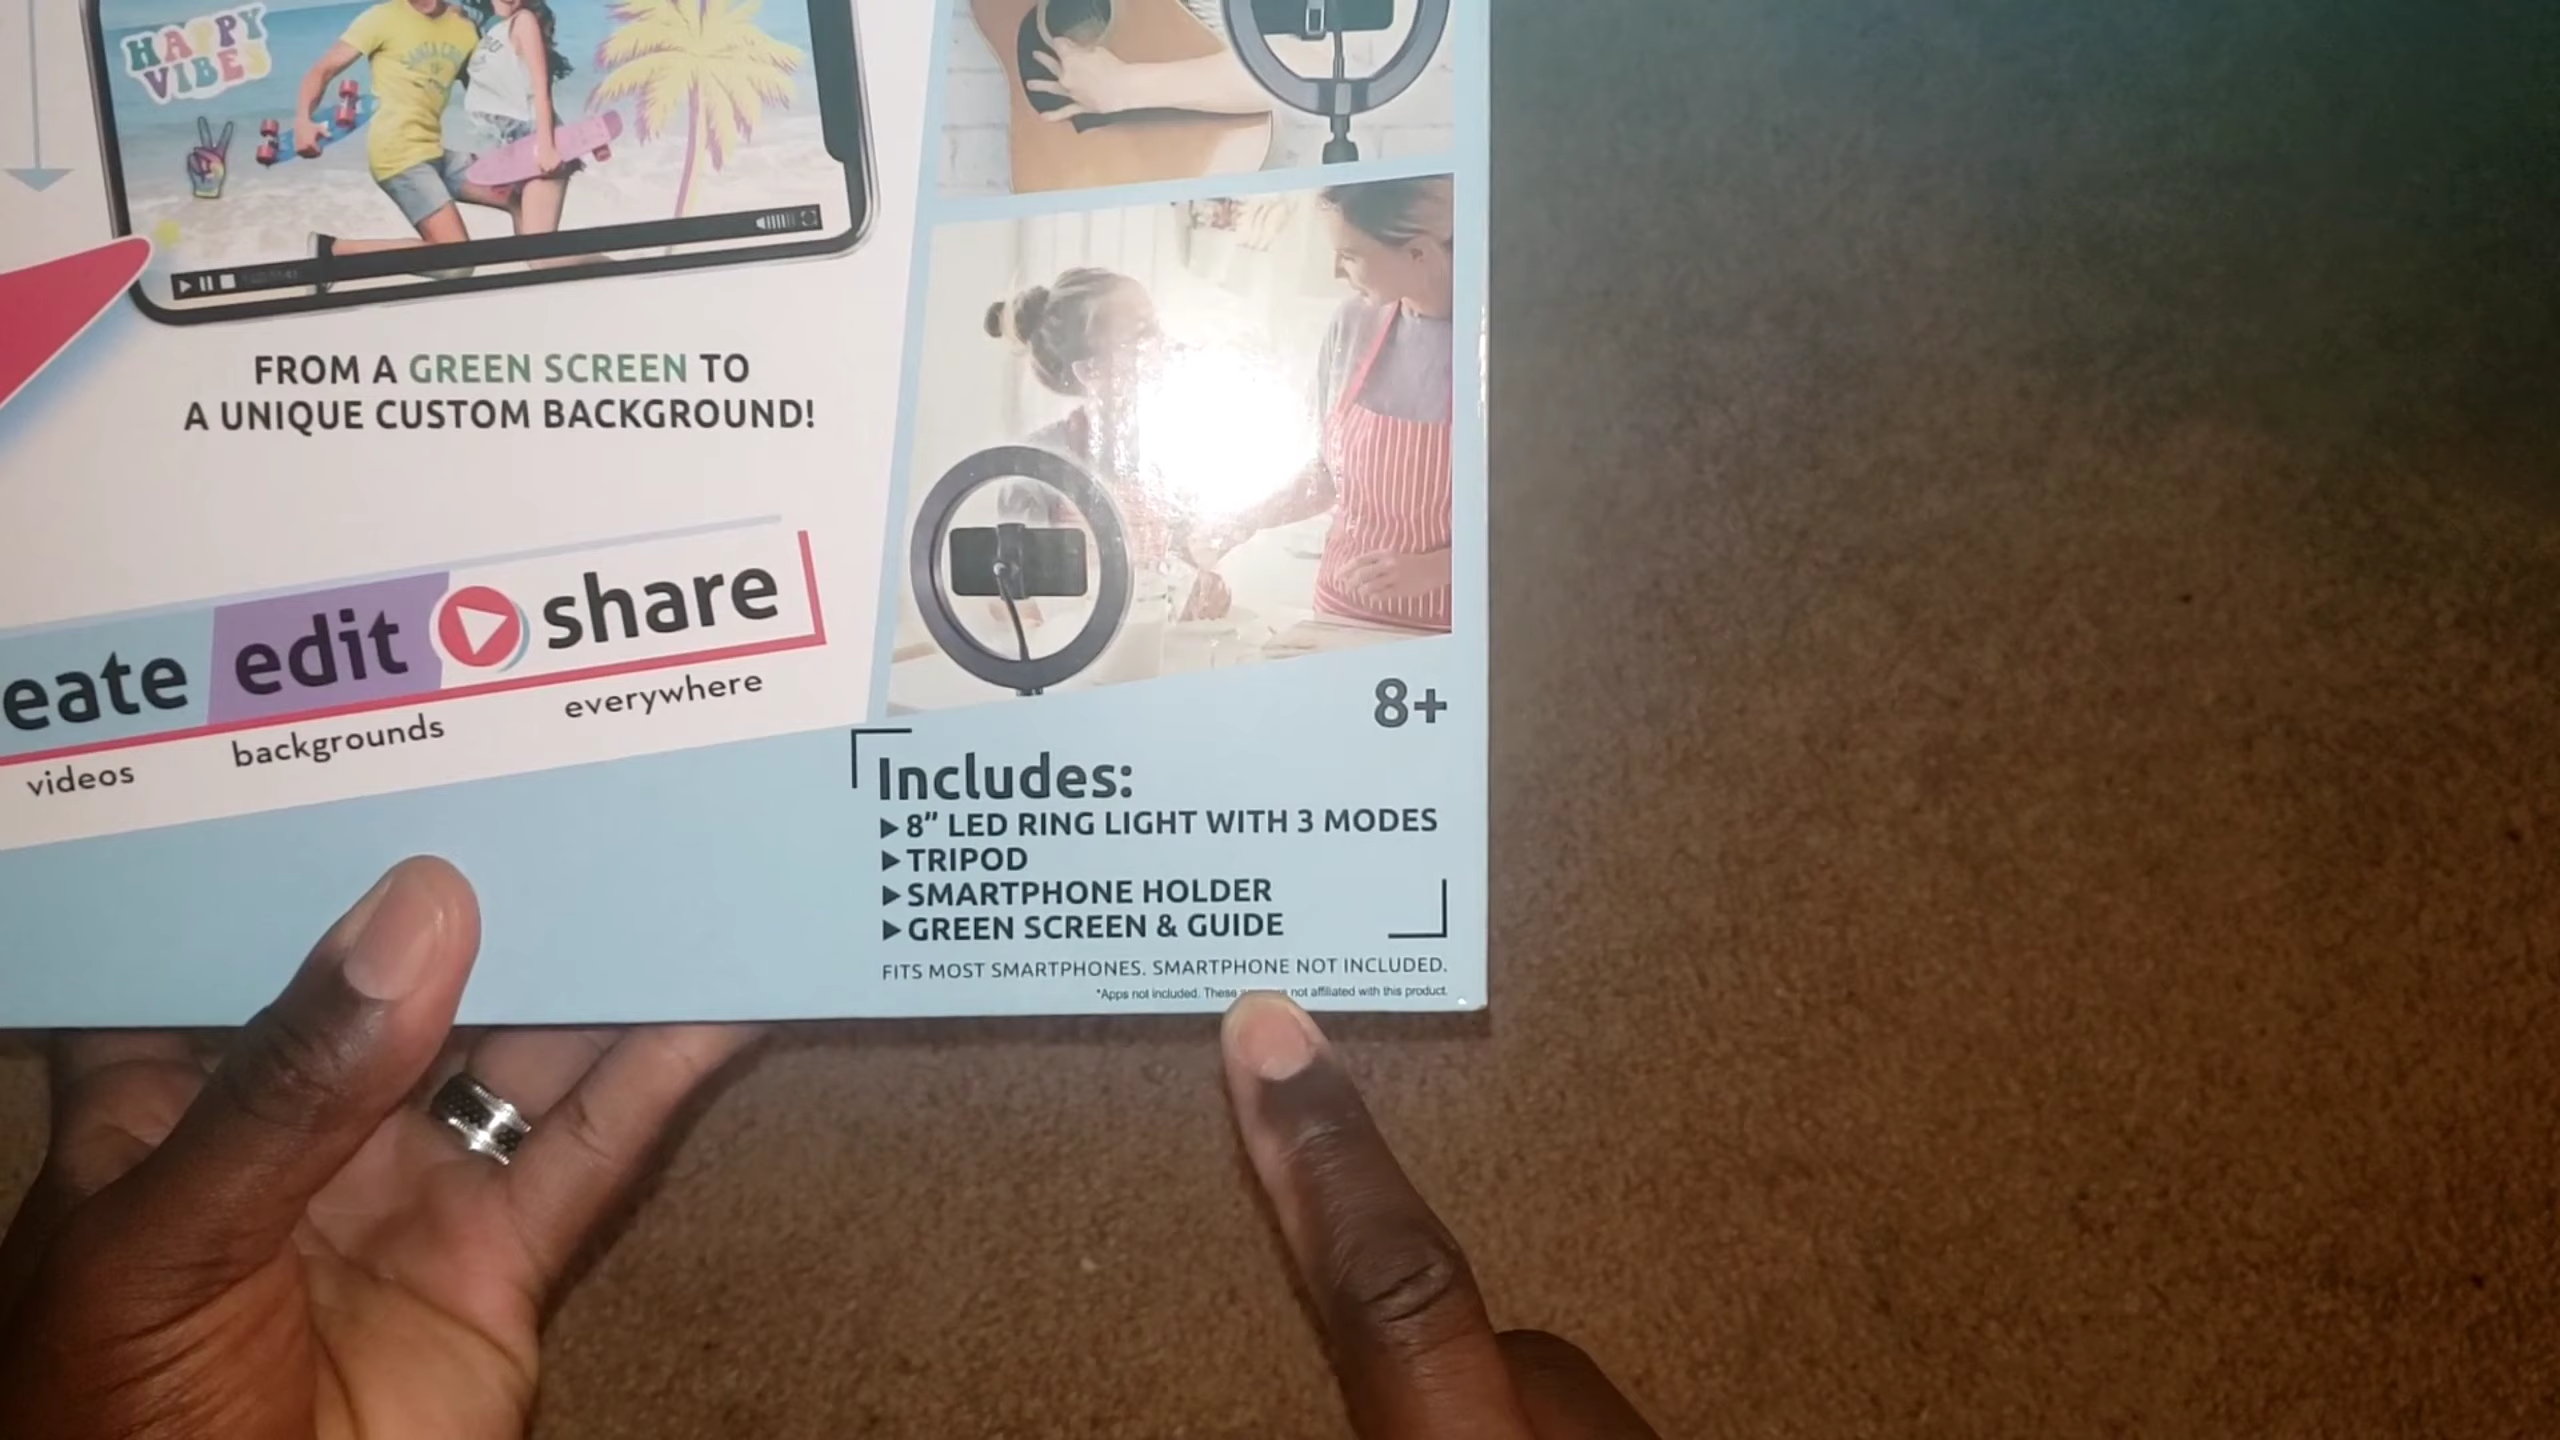 HAPPY
VIBES
FROM A GREEN SCREEN TO
A UNIQUE CUSTOM BACKGROUND!
eate edit share
videos backgrounds everywhere
8+
Includes:
▶ 8" LED RING LIGHT WITH 3 MODES
▶ TRIPOD
▶ SMARTPHONE HOLDER
▶ GREEN SCREEN & GUIDE
FITS MOST SMARTPHONES. SMARTPHONE NOT INCLUDED.
*Apps not included. These not affiliated with this product.